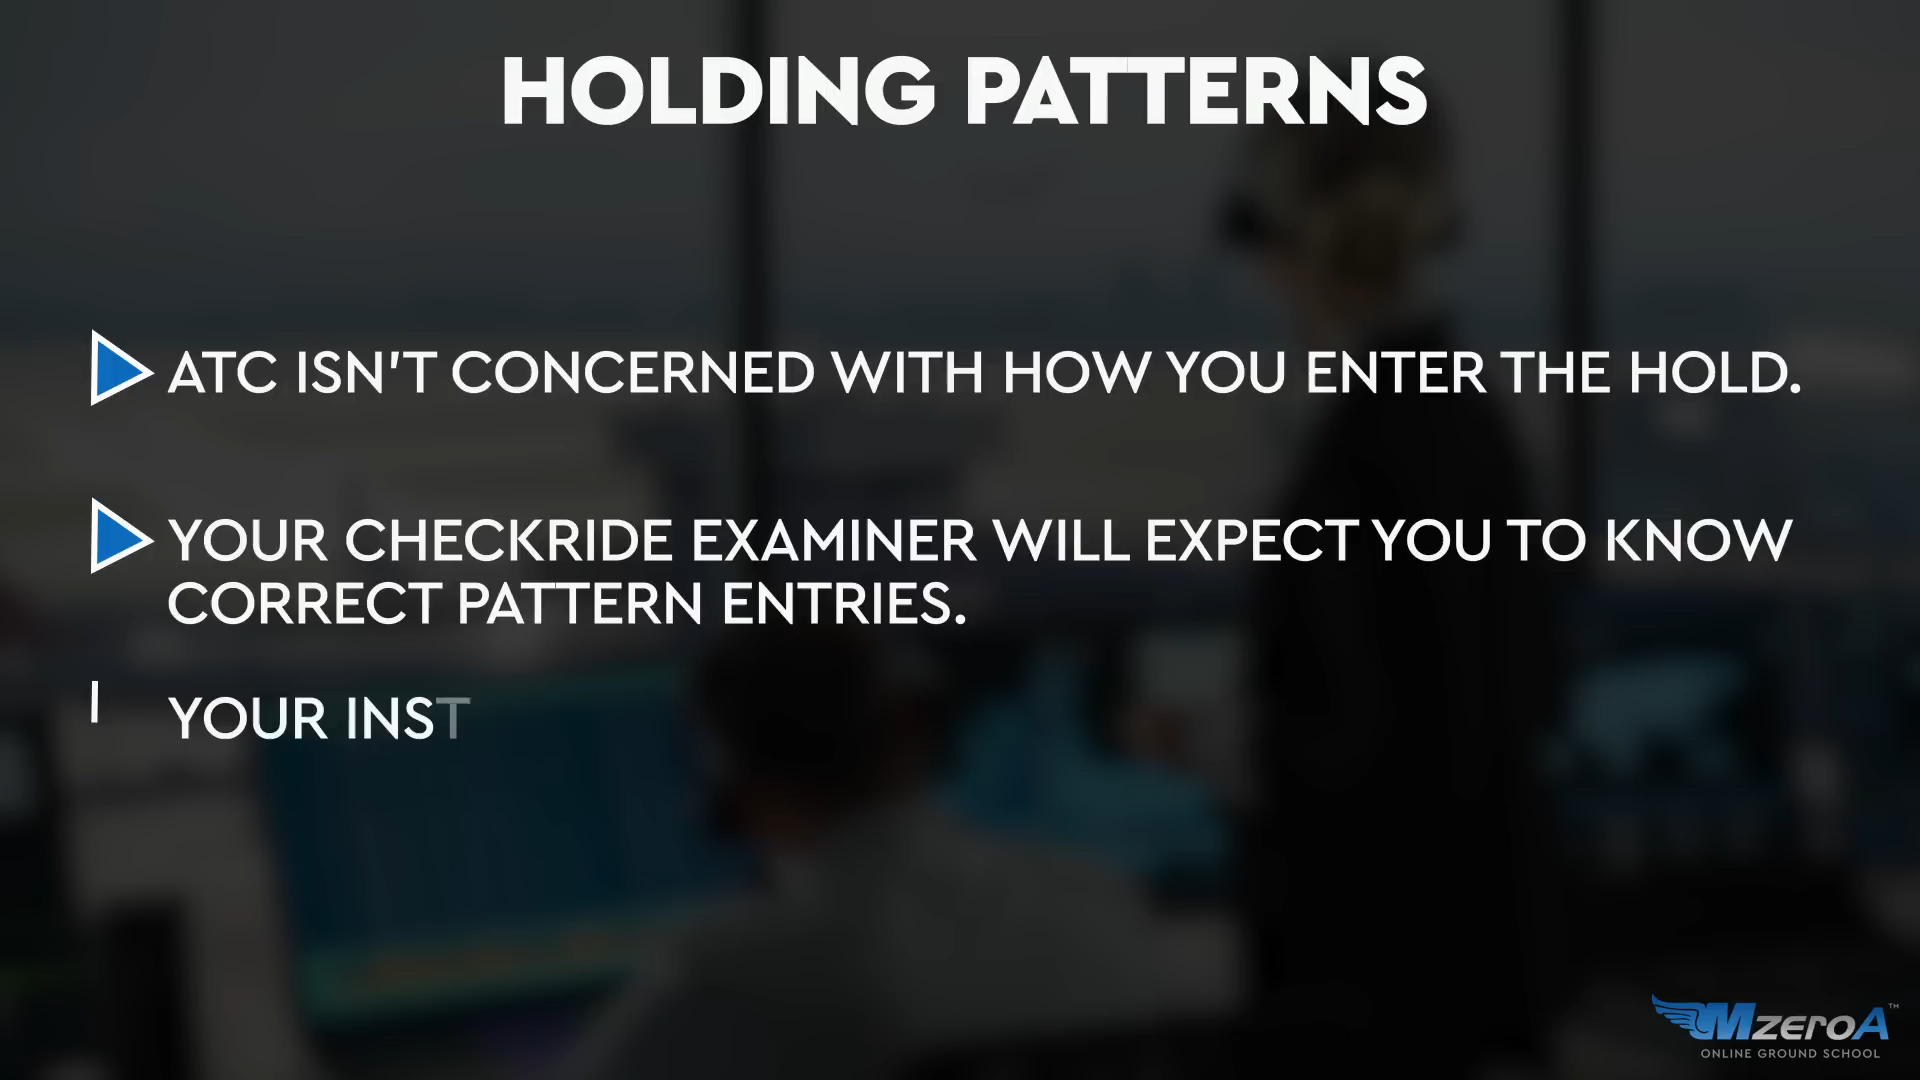 HOLDING PATTERNS
ATC ISN'T CONCERNED WITH HOW YOU ENTER THE HOLD.
YOUR CHECKRIDE EXAMINER WILL EXPECT YOU TO KNOW
CORRECT PATTERN ENTRIES.
YOUR INST
MzeroA™
ONLINE GROUND SCHOOL